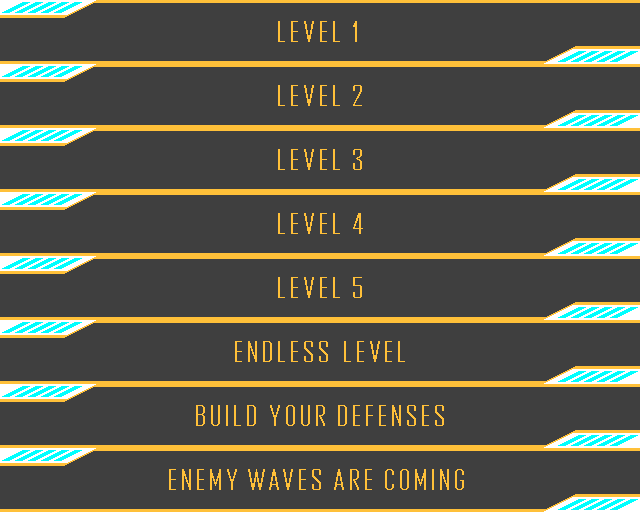 LEVEL 1
LEVEL 2
LEVEL 3
LEVEL 4
LEVEL 5
ENDLESS LEVEL
BUILD YOUR DEFENSES
ENEMY WAVES ARE COMING